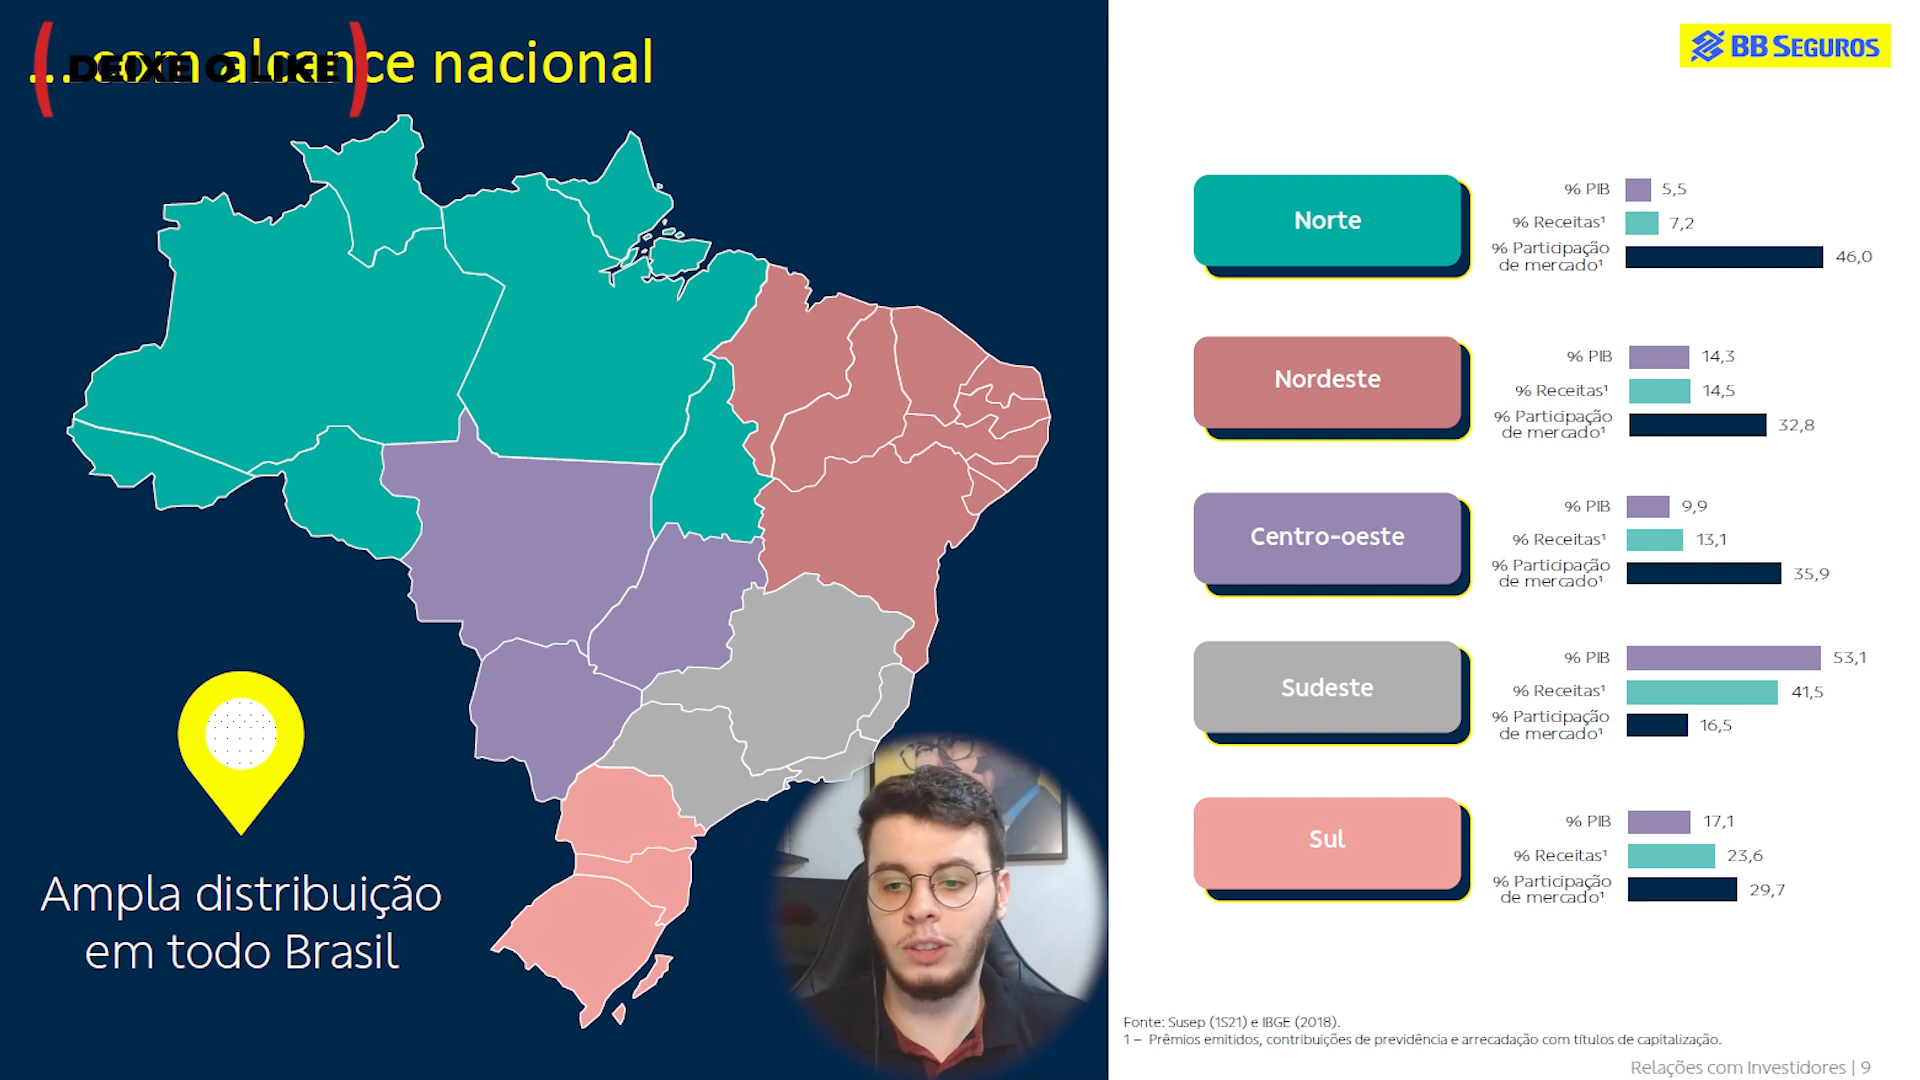 ...com alcance nacional
DEIXE O LIKE
BB SEGUROS
Norte
% PIB 5,5
% Receitas¹ 7,2
% Participação
de mercado¹ 46,0
Nordeste
% PIB 14,3
% Receitas¹ 14,5
% Participação
de mercado¹ 32,8
Centro-oeste
% PIB 9,9
% Receitas¹ 13,1
% Participação
de mercado¹ 35,9
Sudeste
% PIB 53,1
% Receitas¹ 41,5
% Participação
de mercado¹ 16,5
Sul
% PIB 17,1
% Receitas¹ 23,6
% Participação
de mercado¹ 29,7
Ampla distribuição
em todo Brasil
Fonte: Susep (1S21) e IBGE (2018).
1 – Prêmios emitidos, contribuições de previdência e arrecadação com títulos de capitalização.
Relações com Investidores | 9